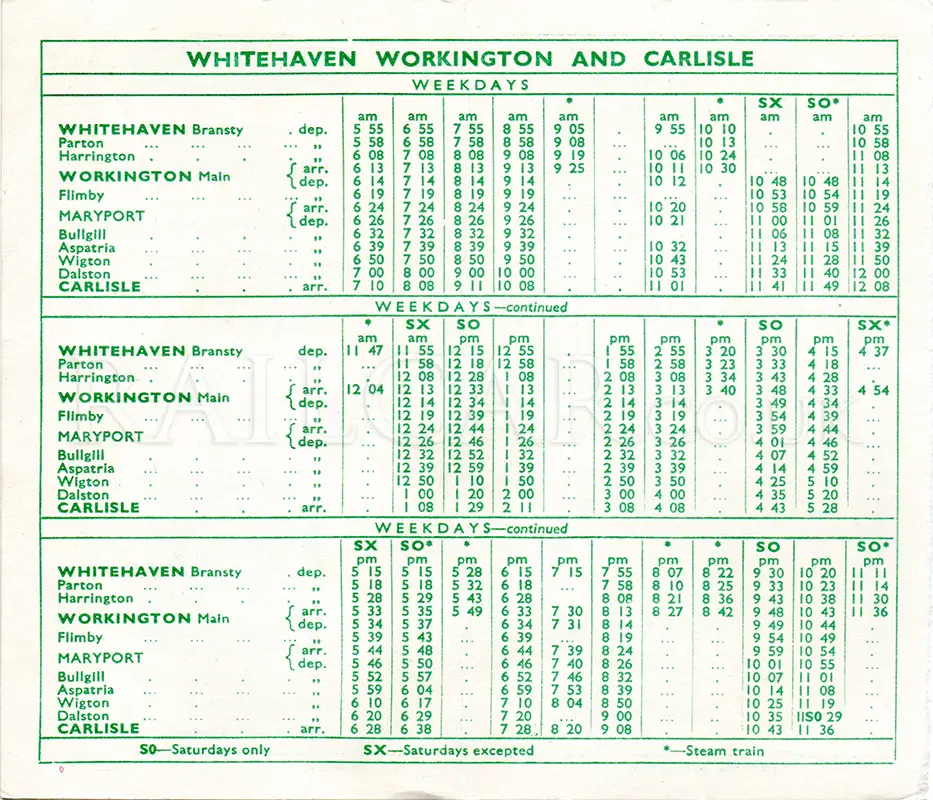 WHITEHAVEN WORKINGTON AND CARLISLE
WEEKDAYS
* * SX SO*
am am am am am am am am am am
WHITEHAVEN Bransty . dep. 5 55 6 55 7 55 8 55 9 05 . 9 55 10 10 . . 10 55
Parton ... ... ... „ 5 58 6 58 7 58 8 58 9 08 ... ... 10 13 ... ... 10 58
Harrington . . . . „ 6 08 7 08 8 08 9 08 9 19 . 10 06 10 24 . . 11 08
WORKINGTON Main { arr. 6 13 7 13 8 13 9 13 9 25 ... 10 11 10 30 ... ... 11 13
dep. 6 14 7 14 8 14 9 14 . . 10 12 . 10 48 10 48 11 14
Flimby ... ... ... ... „ 6 19 7 19 8 19 9 19 ... ... ... ... 10 53 10 54 11 19
MARYPORT { arr. 6 24 7 24 8 24 9 24 . . 10 20 . 10 58 10 59 11 24
dep. 6 26 7 26 8 26 9 26 ... ... 10 21 ... 11 00 11 01 11 26
Bullgill . . . . „ 6 32 7 32 8 32 9 32 . . . . 11 06 11 08 11 32
Aspatria ... ... ... ... „ 6 39 7 39 8 39 9 39 ... ... 10 32 ... 11 13 11 15 11 39
Wigton . . . . „ 6 50 7 50 8 50 9 50 . . 10 43 . 11 24 11 28 11 50
Dalston ... ... ... ... „ 7 00 8 00 9 00 10 00 ... ... 10 53 ... 11 33 11 40 12 00
CARLISLE . . . arr. 7 10 8 08 9 11 10 08 . . 11 01 . 11 41 11 49 12 08
WEEKDAYS—continued
* SX SO * SO SX*
am am pm pm pm pm pm pm pm pm
WHITEHAVEN Bransty dep. 11 47 11 55 12 15 12 55 . 1 55 2 55 3 20 3 30 4 15 4 37
Parton ... ... ... „ ... 11 58 12 18 12 58 ... 1 58 2 58 3 23 3 33 4 18 ...
Harrington . . . . „ . 12 08 12 28 1 08 . 2 08 3 08 3 34 3 43 4 28 .
WORKINGTON Main { arr. 12 04 12 13 12 33 1 13 ... 2 13 3 13 3 40 3 48 4 33 4 54
dep. . 12 14 12 34 1 14 . 2 14 3 14 . 3 49 4 34 .
Flimby ... ... ... ... „ ... 12 19 12 39 1 19 ... 2 19 3 19 ... 3 54 4 39 ...
MARYPORT { arr. . 12 24 12 44 1 24 . 2 24 3 24 . 3 59 4 44 .
dep. ... 12 26 12 46 1 26 ... 2 26 3 26 ... 4 01 4 46 ...
Bullgill . . . . „ . 12 32 12 52 1 32 . 2 32 3 32 . 4 07 4 52 .
Aspatria ... ... ... ... „ ... 12 39 12 59 1 39 ... 2 39 3 39 ... 4 14 4 59 ...
Wigton . . . . „ . 12 50 1 10 1 50 . 2 50 3 50 . 4 25 5 10 .
Dalston ... ... ... ... „ ... 1 00 1 20 2 00 ... 3 00 4 00 ... 4 35 5 20 ...
CARLISLE . . . arr. . 1 08 1 29 2 11 . 3 08 4 08 . 4 43 5 28 .
RAILCAR.co.uk
WEEKDAYS—continued
SX SO* * * * SO SO*
pm pm pm pm pm pm pm pm pm pm pm
WHITEHAVEN Bransty . dep. 5 15 5 15 5 28 6 15 7 15 7 55 8 07 8 22 9 30 10 20 11 11
Parton ... ... ... „ 5 18 5 18 5 32 6 18 ... 7 58 8 10 8 25 9 33 10 23 11 14
Harrington . . . . „ 5 28 5 29 5 43 6 28 . 8 08 8 21 8 36 9 43 10 38 11 30
WORKINGTON Main { arr. 5 33 5 35 5 49 6 33 7 30 8 13 8 27 8 42 9 48 10 43 11 36
dep. 5 34 5 37 . 6 34 7 31 8 14 . . 9 49 10 44 .
Flimby ... ... ... ... „ 5 39 5 43 ... 6 39 ... 8 19 ... ... 9 54 10 49 ...
MARYPORT { arr. 5 44 5 48 . 6 44 7 39 8 24 . . 9 59 10 54 .
dep. 5 46 5 50 ... 6 46 7 40 8 26 ... ... 10 01 10 55 ...
Bullgill . . . . „ 5 52 5 57 . 6 52 7 46 8 32 . . 10 07 11 01 .
Aspatria ... ... ... ... „ 5 59 6 04 ... 6 59 7 53 8 39 ... ... 10 14 11 08 ...
Wigton . . . . „ 6 10 6 17 . 7 10 8 04 8 50 . . 10 25 11 19 .
Dalston ... ... ... ... „ 6 20 6 29 ... 7 20 ... 9 00 ... ... 10 35 11SO29 ...
CARLISLE . . . arr. 6 28 6 38 . 7 28 8 20 9 08 . . 10 43 11 36 .
SO—Saturdays only SX—Saturdays excepted *—Steam train